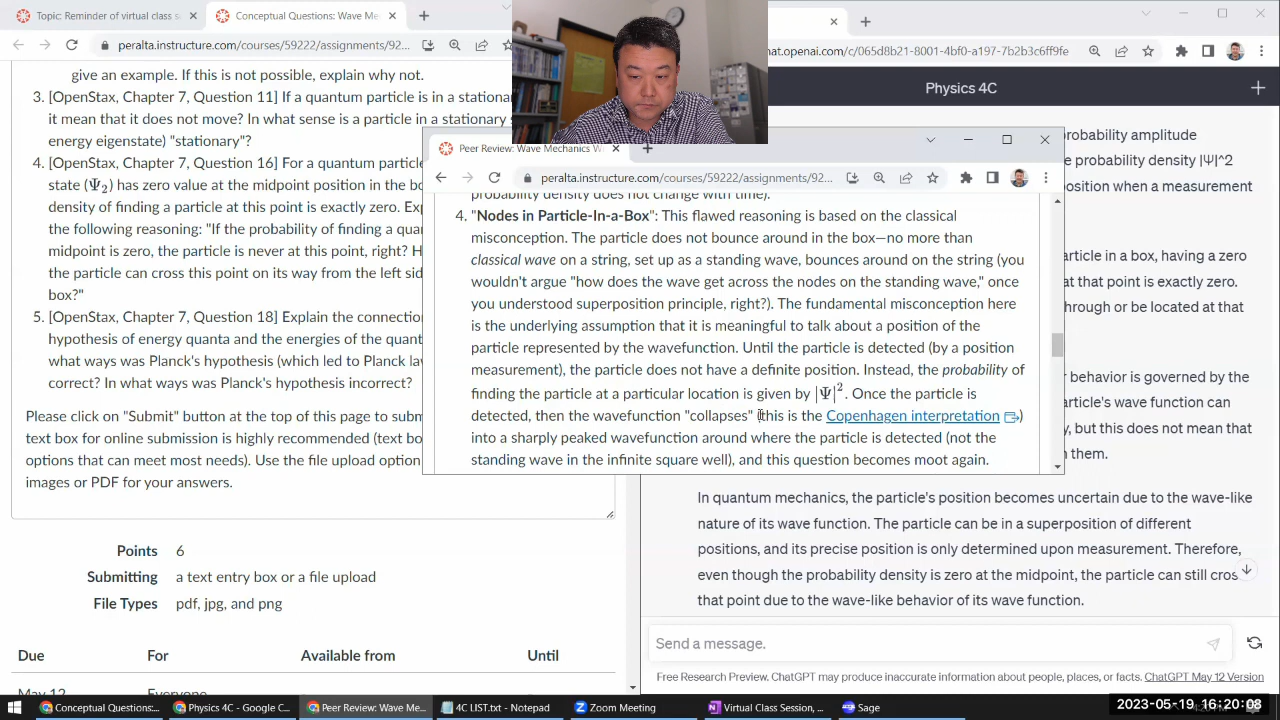 Topic: Reminder of virtual class s
Conceptual Questions: Wave Me
peralta.instructure.com/courses/59222/assignments/92...
hat.openai.com/c/065d8b21-8001-4bf0-a197-7b2b3c6ff9fe
give an example. If this is not possible, explain why not.
3. [OpenStax, Chapter 7, Question 11] If a quantum particle is in a station
it mean that it does not move? In what sense is a particle in a stationary s
energy eigenstate) "stationary"?
4. [OpenStax, Chapter 7, Question 16] For a quantum particle
state (Ψ₂) has zero value at the midpoint position in the bo
density of finding a particle at this point is exactly zero. Exp
the following reasoning: "If the probability of finding a quan
midpoint is zero, the particle is never at this point, right? H
the particle can cross this point on its way from the left sid
box?"
5. [OpenStax, Chapter 7, Question 18] Explain the connection
hypothesis of energy quanta and the energies of the quant
what ways was Planck's hypothesis (which led to Planck law
correct? In what ways was Planck's hypothesis incorrect?
Please click on "Submit" button at the top of this page to subm
text box for online submission is highly recommended (text bo
options that can meet most needs). Use the file upload option
images or PDF for your answers.
Points 6
Submitting a text entry box or a file upload
File Types pdf, jpg, and png
Due For Available from Until
May 12 Everyone
Peer Review: Wave Mechanics W
peralta.instructure.com/courses/59222/assignments/92...
probability density does not change with time).
4. "Nodes in Particle-In-a-Box": This flawed reasoning is based on the classical
misconception. The particle does not bounce around in the box—no more than
classical wave on a string, set up as a standing wave, bounces around on the string (you
wouldn't argue "how does the wave get across the nodes on the standing wave," once
you understood superposition principle, right?). The fundamental misconception here
is the underlying assumption that it is meaningful to talk about a position of the
particle represented by the wavefunction. Until the particle is detected (by a position
measurement), the particle does not have a definite position. Instead, the probability of
finding the particle at a particular location is given by |Ψ|². Once the particle is
detected, then the wavefunction "collapses" (this is the Copenhagen interpretation)
into a sharply peaked wavefunction around where the particle is detected (not the
standing wave in the infinite square well), and this question becomes moot again.
Physics 4C
robability amplitude
e probability density |Ψ|^2
osition when a measurement
article in a box, having a zero
at that point is exactly zero.
hrough or be located at that
r behavior is governed by the
article's wave function can
y, but this does not mean that
h them.
In quantum mechanics, the particle's position becomes uncertain due to the wave-like
nature of its wave function. The particle can be in a superposition of different
positions, and its precise position is only determined upon measurement. Therefore,
even though the probability density is zero at the midpoint, the particle can still cros
that point due to the wave-like behavior of its wave function.
Send a message.
Free Research Preview. ChatGPT may produce inaccurate information about people, places, or facts. ChatGPT May 12 Version
Conceptual Questions:...
Physics 4C - Google C...
Peer Review: Wave Me...
4C LIST.txt - Notepad
Zoom Meeting
Virtual Class Session, ...
Sage
2023-05-19 16:20:08